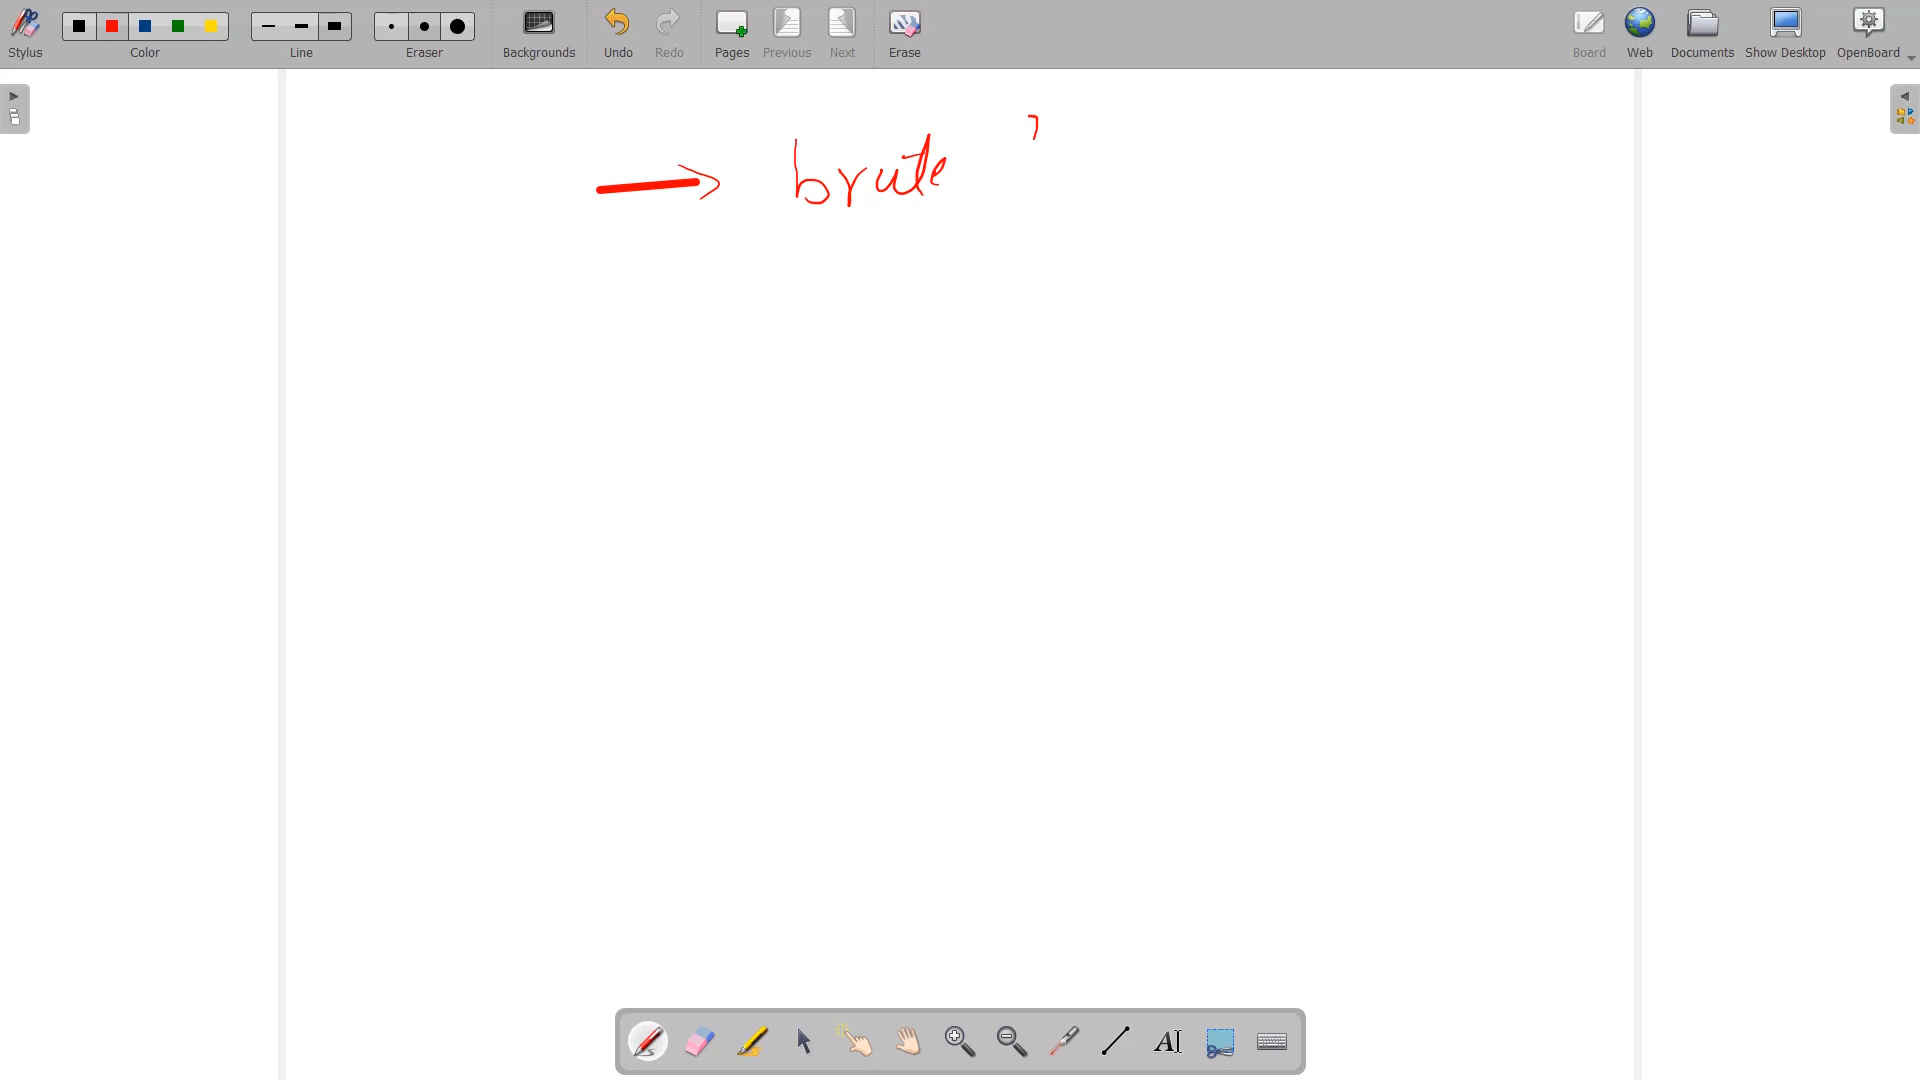 Stylus Color Line Eraser Backgrounds Undo Redo Pages Previous Next Erase Board Web Documents Show Desktop OpenBoard
→ brute